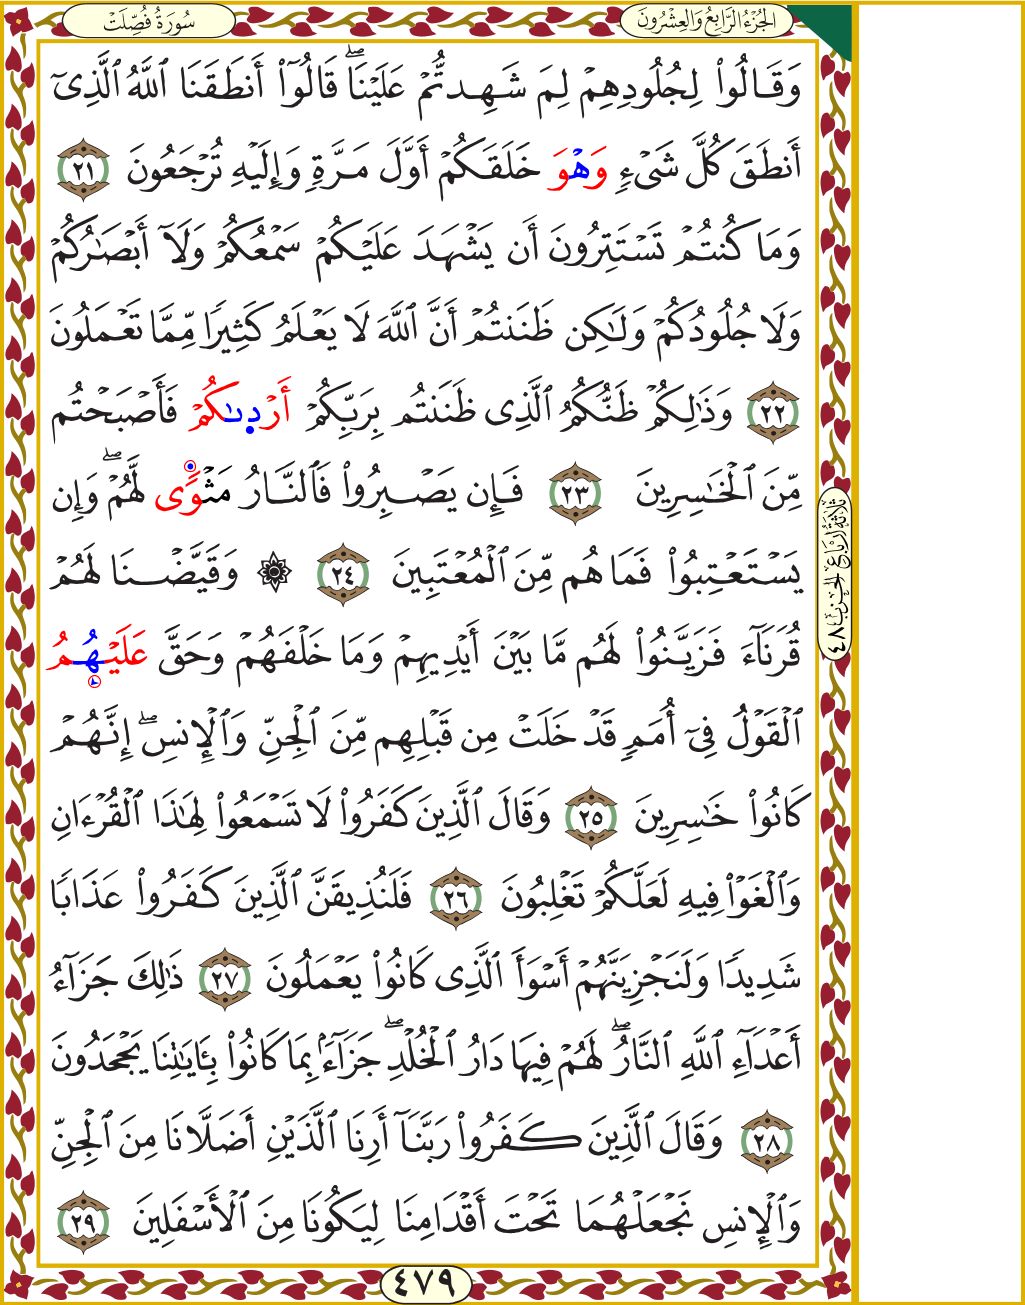 الجُزْءُ الرَّابِعُ وَالعِشْرُونَ
سُورَةُ فُصِّلَتْ
وَقَالُوا۟ لِجُلُودِهِمْ لِمَ شَهِدتُّمْ عَلَيْنَا ۖ قَالُوٓا۟ أَنطَقَنَا ٱللَّهُ ٱلَّذِىٓ
أَنطَقَ كُلَّ شَىْءٍ وَهْوَ خَلَقَكُمْ أَوَّلَ مَرَّةٍ وَإِلَيْهِ تُرْجَعُونَ ٢١
وَمَا كُنتُمْ تَسْتَتِرُونَ أَن يَشْهَدَ عَلَيْكُمْ سَمْعُكُمْ وَلَآ أَبْصَٰرُكُمْ
وَلَا جُلُودُكُمْ وَلَٰكِن ظَنَنتُمْ أَنَّ ٱللَّهَ لَا يَعْلَمُ كَثِيرًا مِّمَّا تَعْمَلُونَ
٢٢ وَذَٰلِكُمْ ظَنُّكُمُ ٱلَّذِى ظَنَنتُم بِرَبِّكُمْ أَرْدِىٰكُمْ فَأَصْبَحْتُم
مِّنَ ٱلْخَٰسِرِينَ ٢٣ فَإِن يَصْبِرُوا۟ فَٱلنَّارُ مَثْوًى لَّهُمْ ۖ وَإِن
يَسْتَعْتِبُوا۟ فَمَا هُم مِّنَ ٱلْمُعْتَبِينَ ٢٤ ۞ وَقَيَّضْنَا لَهُمْ
قُرَنَآءَ فَزَيَّنُوا۟ لَهُم مَّا بَيْنَ أَيْدِيهِمْ وَمَا خَلْفَهُمْ وَحَقَّ عَلَيْهُمُ
ٱلْقَوْلُ فِىٓ أُمَمٍ قَدْ خَلَتْ مِن قَبْلِهِم مِّنَ ٱلْجِنِّ وَٱلْإِنسِ ۖ إِنَّهُمْ
كَانُوا۟ خَٰسِرِينَ ٢٥ وَقَالَ ٱلَّذِينَ كَفَرُوا۟ لَا تَسْمَعُوا۟ لِهَٰذَا ٱلْقُرْءَانِ
وَٱلْغَوْا۟ فِيهِ لَعَلَّكُمْ تَغْلِبُونَ ٢٦ فَلَنُذِيقَنَّ ٱلَّذِينَ كَفَرُوا۟ عَذَابًا
شَدِيدًا وَلَنَجْزِيَنَّهُمْ أَسْوَأَ ٱلَّذِى كَانُوا۟ يَعْمَلُونَ ٢٧ ذَٰلِكَ جَزَآءُ
أَعْدَآءِ ٱللَّهِ ٱلنَّارُ ۖ لَهُمْ فِيهَا دَارُ ٱلْخُلْدِ ۖ جَزَآءًۢ بِمَا كَانُوا۟ بِـَٔايَٰتِنَا يَجْحَدُونَ
٢٨ وَقَالَ ٱلَّذِينَ كَفَرُوا۟ رَبَّنَآ أَرِنَا ٱلَّذَيْنِ أَضَلَّانَا مِنَ ٱلْجِنِّ
وَٱلْإِنسِ نَجْعَلْهُمَا تَحْتَ أَقْدَامِنَا لِيَكُونَا مِنَ ٱلْأَسْفَلِينَ ٢٩
ثلاثة أرباع الحزب ٤٨
٤٧٩